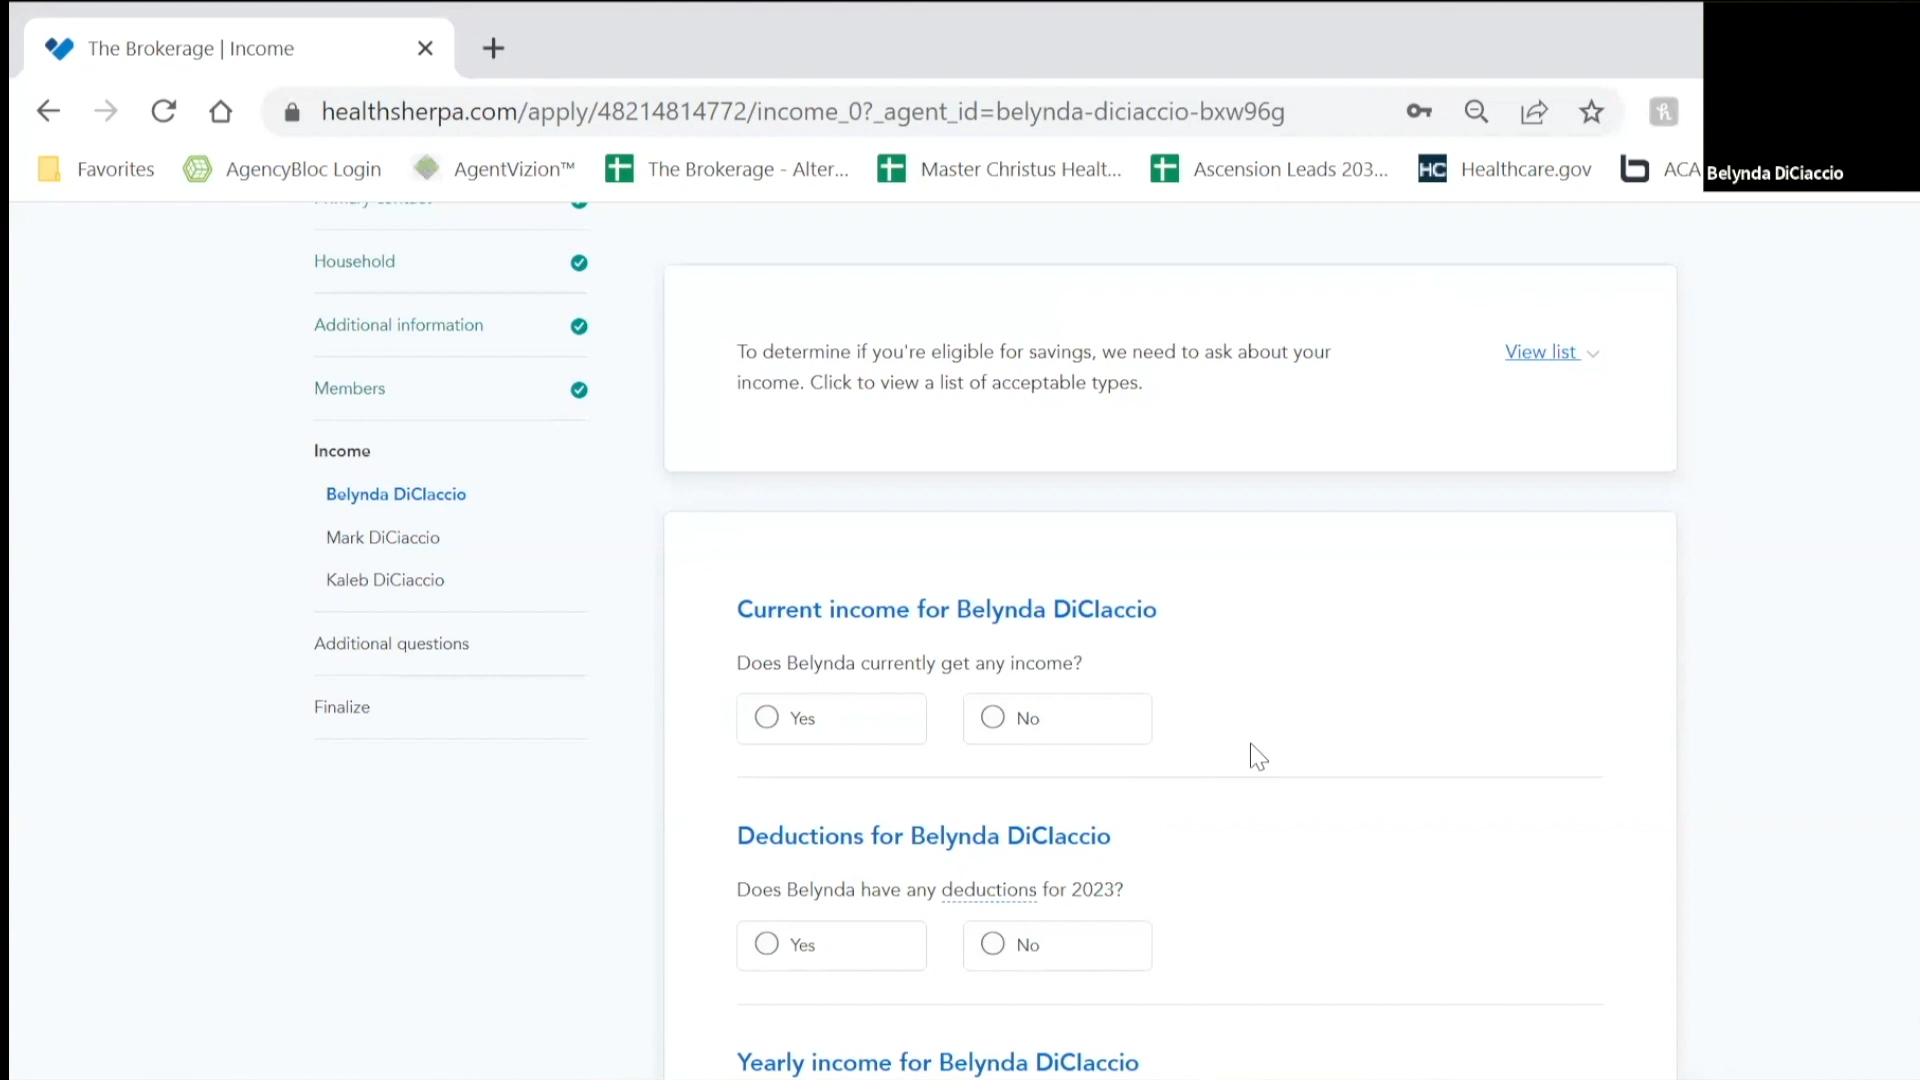 The Brokerage | Income
healthsherpa.com/apply/48214814772/income_0?_agent_id=belynda-diciaccio-bxw96g
Favorites
AgencyBloc Login
AgentVizion™
The Brokerage - Alter...
Master Christus Healt...
Ascension Leads 203...
HC
Healthcare.gov
ACA
Belynda DiCiaccio
Household
Additional information
Members
Income
Belynda DiCIaccio
Mark DiCiaccio
Kaleb DiCiaccio
Additional questions
Finalize
To determine if you're eligible for savings, we need to ask about your
income. Click to view a list of acceptable types.
View list
Current income for Belynda DiCIaccio
Does Belynda currently get any income?
Yes
No
Deductions for Belynda DiCIaccio
Does Belynda have any deductions for 2023?
Yes
No
Yearly income for Belynda DiCIaccio